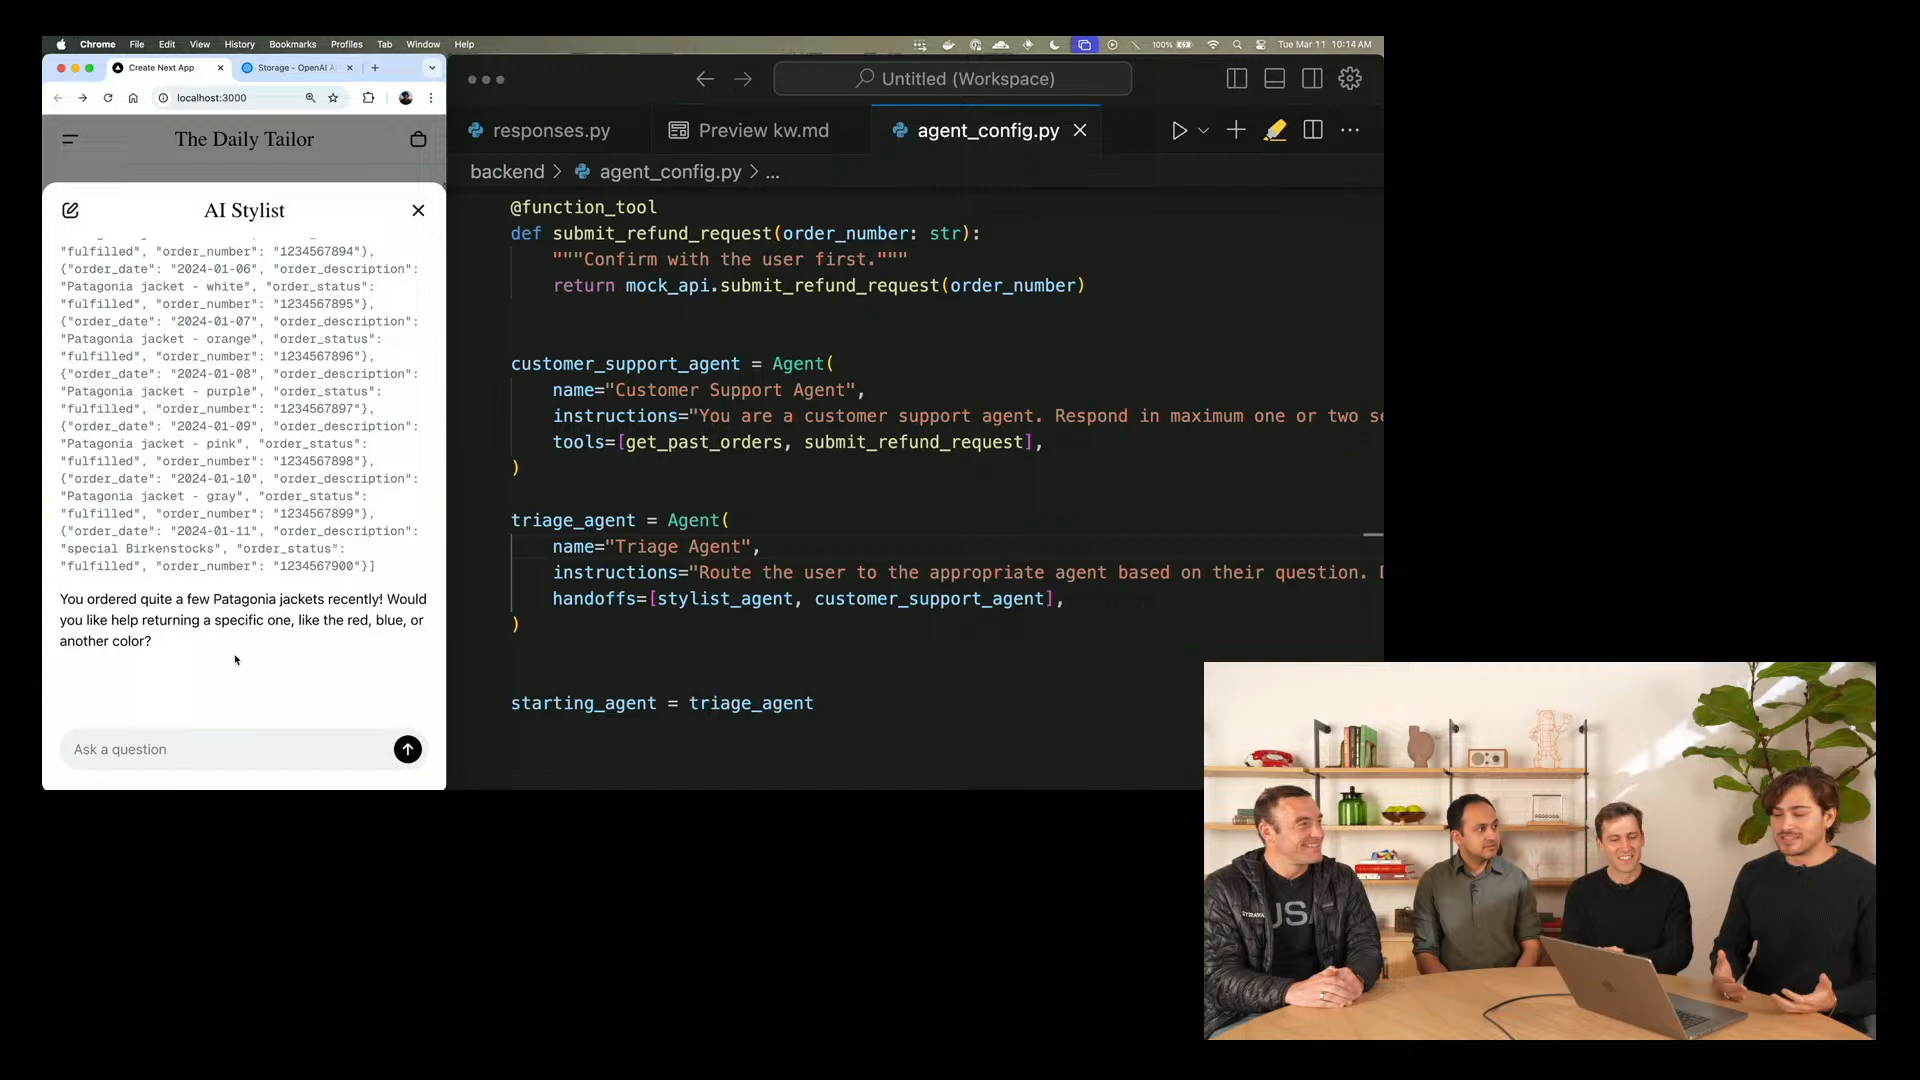 Chrome File Edit View History Bookmarks Profiles Tab Window Help
100% Tue Mar 11 10:14 AM
Create Next App
Storage - OpenAI A
localhost:3000
The Daily Tailor
AI Stylist
"fulfilled", "order_number": "1234567894"},
{"order_date": "2024-01-06", "order_description":
"Patagonia jacket - white", "order_status":
"fulfilled", "order_number": "1234567895"},
{"order_date": "2024-01-07", "order_description":
"Patagonia jacket - orange", "order_status":
"fulfilled", "order_number": "1234567896"},
{"order_date": "2024-01-08", "order_description":
"Patagonia jacket - purple", "order_status":
"fulfilled", "order_number": "1234567897"},
{"order_date": "2024-01-09", "order_description":
"Patagonia jacket - pink", "order_status":
"fulfilled", "order_number": "1234567898"},
{"order_date": "2024-01-10", "order_description":
"Patagonia jacket - gray", "order_status":
"fulfilled", "order_number": "1234567899"},
{"order_date": "2024-01-11", "order_description":
"special Birkenstocks", "order_status":
"fulfilled", "order_number": "1234567900"}]
You ordered quite a few Patagonia jackets recently! Would
you like help returning a specific one, like the red, blue, or
another color?
Ask a question
Untitled (Workspace)
responses.py
Preview kw.md
agent_config.py
backend > agent_config.py > ...
@function_tool
def submit_refund_request(order_number: str):
"""Confirm with the user first."""
return mock_api.submit_refund_request(order_number)
customer_support_agent = Agent(
name="Customer Support Agent",
instructions="You are a customer support agent. Respond in maximum one or two se
tools=[get_past_orders, submit_refund_request],
)
triage_agent = Agent(
name="Triage Agent",
instructions="Route the user to the appropriate agent based on their question. D
handoffs=[stylist_agent, customer_support_agent],
)
starting_agent = triage_agent
STRAVA
USA